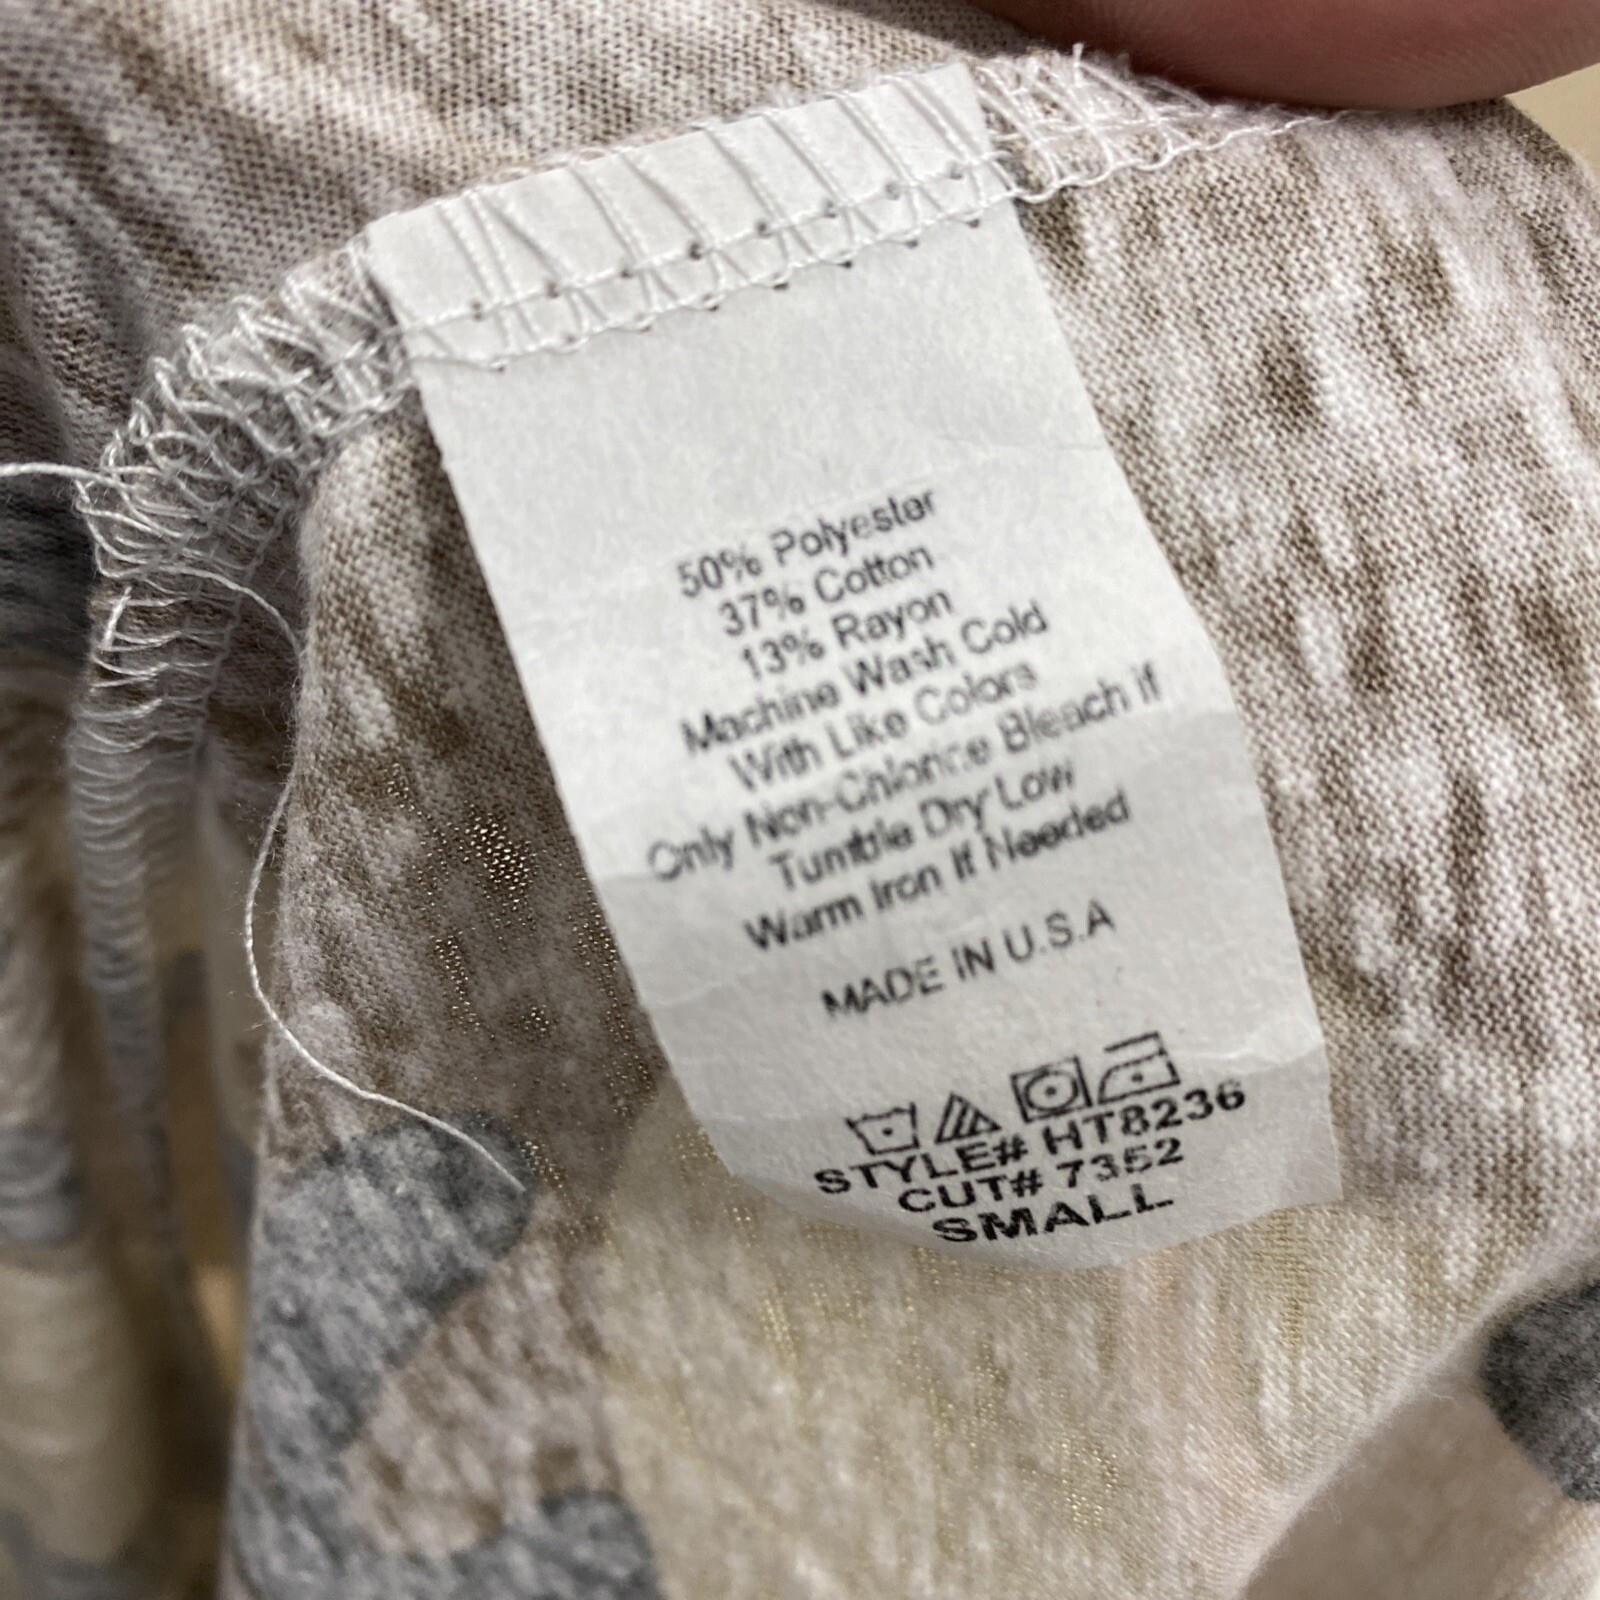 50% Polyester
37% Cotton
13% Rayon
Machine Wash Cold
With Like Colors
Only Non-Chlorine Bleach if
Tumble Dry Low
Warm Iron If Needed
MADE IN U.S.A
STYLE# HT8236
CUT# 7352
SMALL